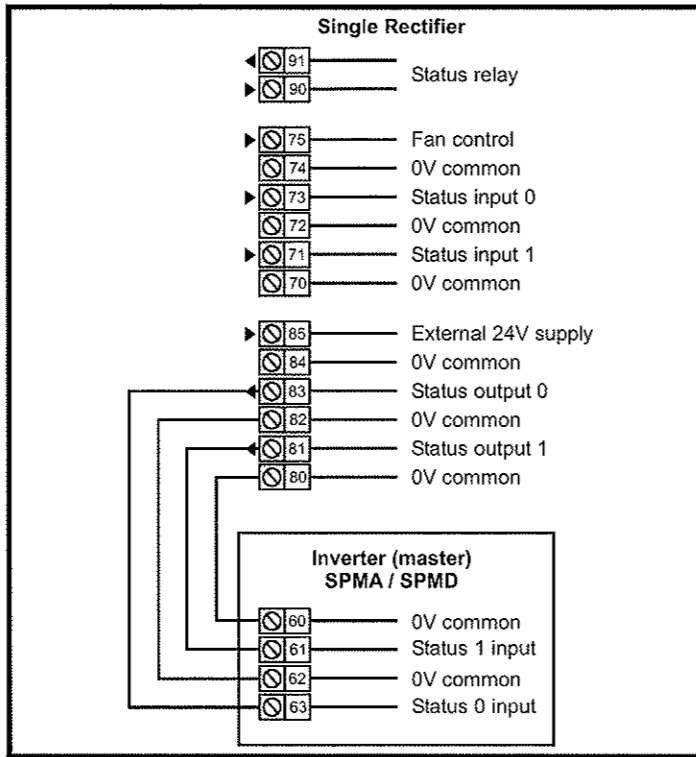 Single Rectifier
91
Status relay
90
75 Fan control
74 0V common
73 Status input 0
72 0V common
71 Status input 1
70 0V common
85 External 24V supply
84 0V common
83 Status output 0
82 0V common
81 Status output 1
80 0V common
Inverter (master)
SPMA / SPMD
60 0V common
61 Status 1 input
62 0V common
63 Status 0 input